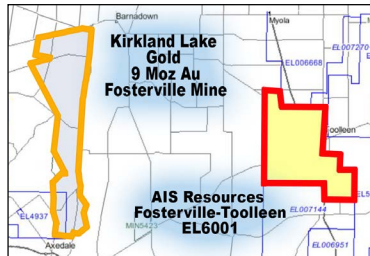 Barnadown
Myola
Kirkland Lake
Gold
9 Moz Au
Fosterville Mine
EL007270
EL006668
oolleen
AIS Resources
Fosterville-Toolleen
EL6001
EL4937
EL5
EL007144
MIN5423
Axedale
EL006951